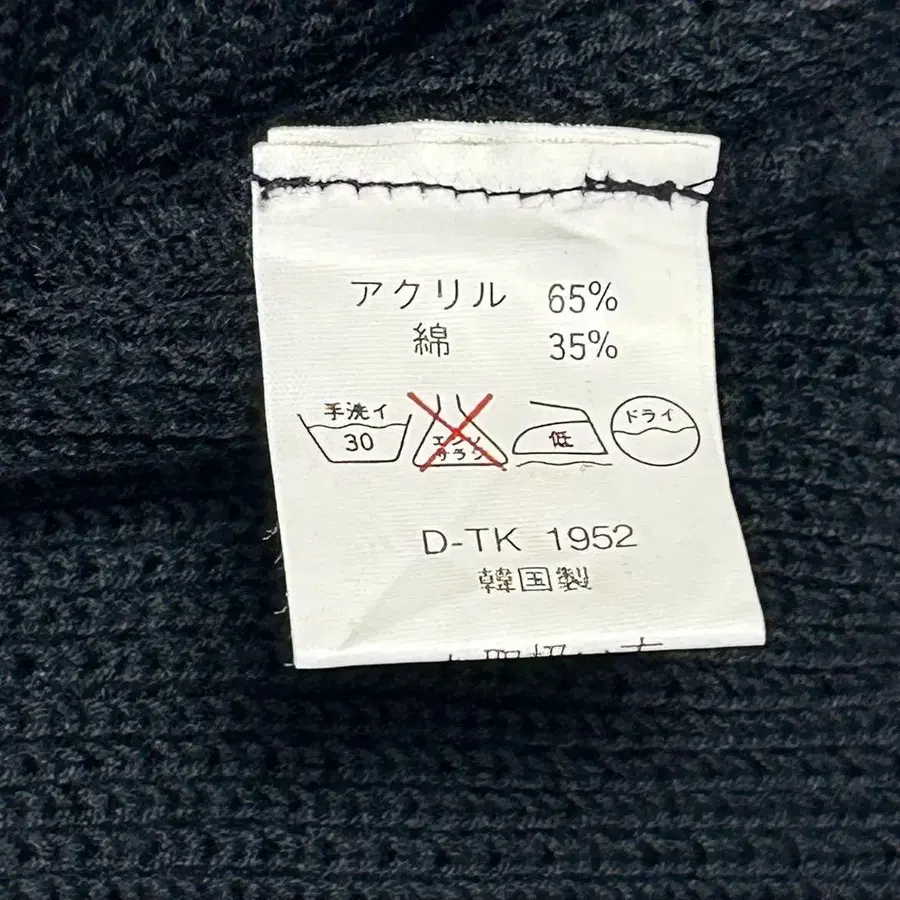 アクリル 65%
綿 35%
手洗イ 30
エンソ サラシ
低
ドライ
D-TK 1952
韓国製